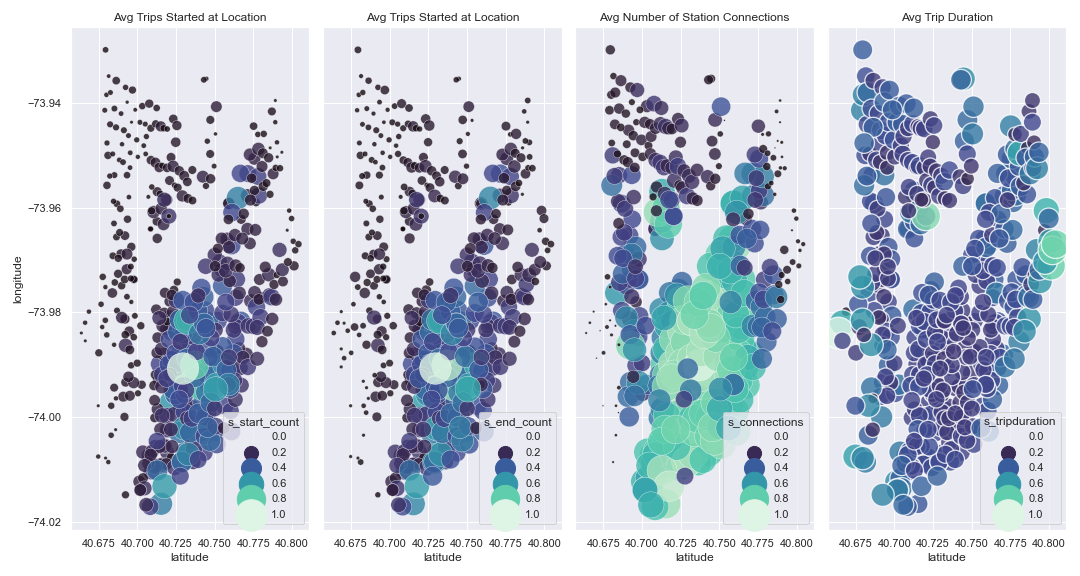 Avg Trips Started at Location
Avg Trips Started at Location
Avg Number of Station Connections
Avg Trip Duration
longitude
−73.94
−73.96
−73.98
−74.00
−74.02
s_start_count
0.0
0.2
0.4
0.6
0.8
1.0
s_end_count
0.0
0.2
0.4
0.6
0.8
1.0
s_connections
0.0
0.2
0.4
0.6
0.8
1.0
s_tripduration
0.0
0.2
0.4
0.6
0.8
1.0
40.675 40.700 40.725 40.750 40.775 40.800
40.675 40.700 40.725 40.750 40.775 40.800
40.675 40.700 40.725 40.750 40.775 40.800
40.675 40.700 40.725 40.750 40.775 40.800
latitude
latitude
latitude
latitude